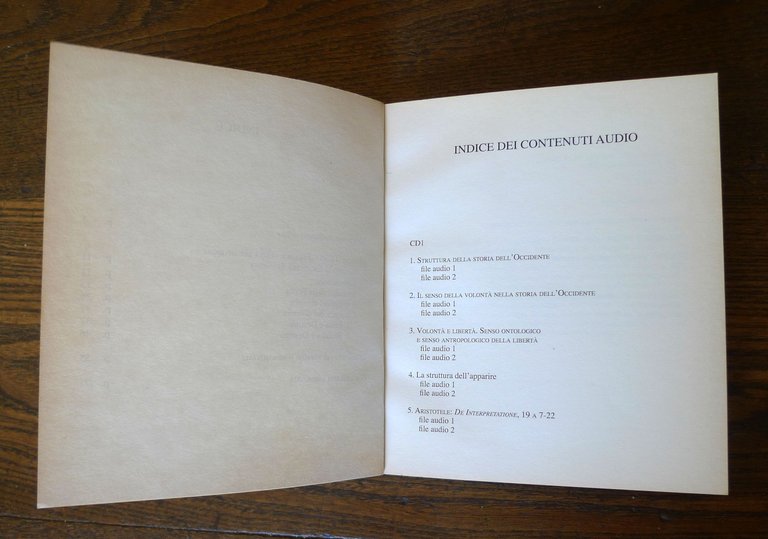 INDICE DEI CONTENUTI AUDIO
CD1
1. Struttura della storia dell'Occidente
file audio 1
file audio 2
2. Il senso della volontà nella storia dell'Occidente
file audio 1
file audio 2
3. Volontà e libertà. Senso ontologico
e senso antropologico della libertà
file audio 1
file audio 2
4. La struttura dell'apparire
file audio 1
file audio 2
5. Aristotele: De Interpretatione, 19 a 7-22
file audio 1
file audio 2